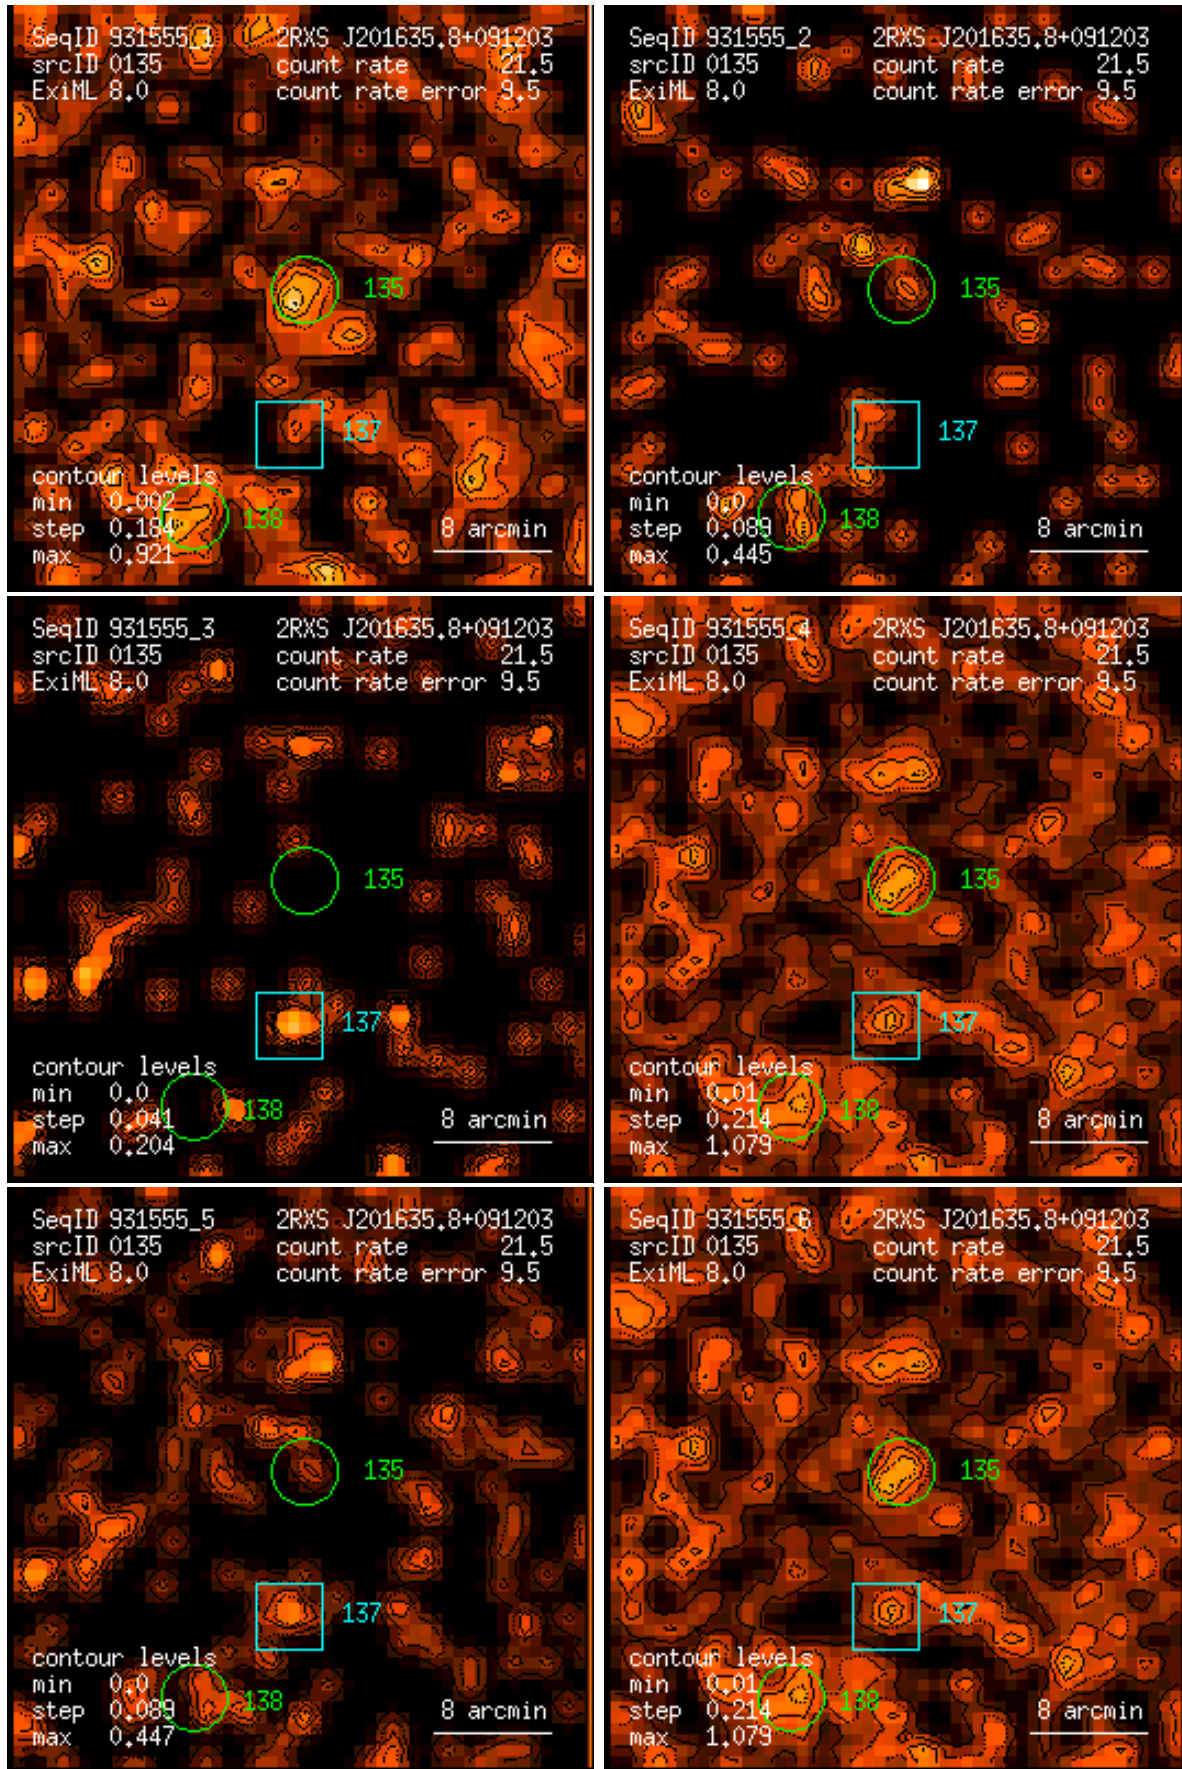 SeqID 931555_1 2RXS J201635.8+091203
srcID 0135 count rate 21.5
ExiML 8.0 count rate error 9.5
135
137
contour levels
min 0.002
step 0.184 138 8 arcmin
max 0.921
SeqID 931555_2 2RXS J201635.8+091203
srcID 0135 count rate 21.5
ExiML 8.0 count rate error 9.5
135
137
contour levels
min 0.0
step 0.089 138 8 arcmin
max 0.445
SeqID 931555_3 2RXS J201635.8+091203
srcID 0135 count rate 21.5
ExiML 8.0 count rate error 9.5
135
137
contour levels
min 0.0
step 0.041 138 8 arcmin
max 0.204
SeqID 931555_4 2RXS J201635.8+091203
srcID 0135 count rate 21.5
ExiML 8.0 count rate error 9.5
135
137
contour levels
min 0.01
step 0.214 138 8 arcmin
max 1.079
SeqID 931555_5 2RXS J201635.8+091203
srcID 0135 count rate 21.5
ExiML 8.0 count rate error 9.5
135
137
contour levels
min 0.0
step 0.089 138 8 arcmin
max 0.447
SeqID 931555_6 2RXS J201635.8+091203
srcID 0135 count rate 21.5
ExiML 8.0 count rate error 9.5
135
137
contour levels
min 0.01
step 0.214 138 8 arcmin
max 1.079